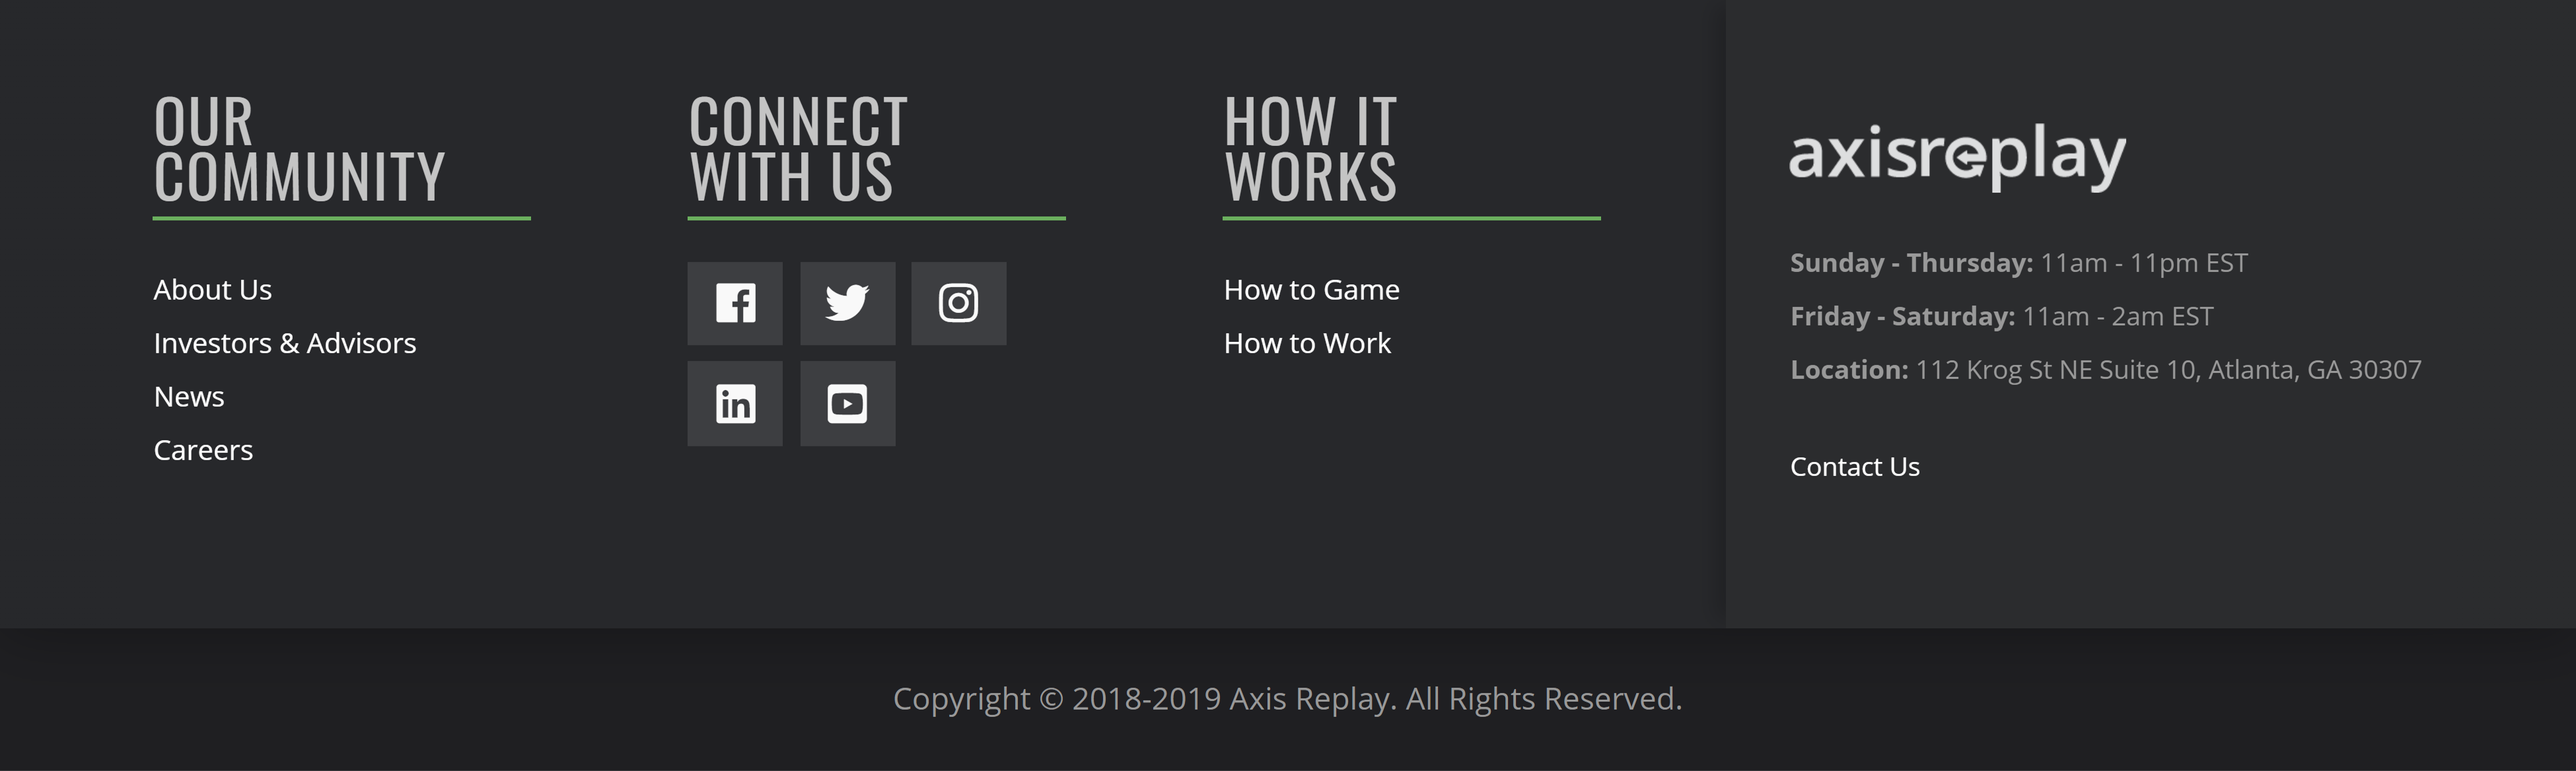 OUR
COMMUNITY
About Us
Investors & Advisors
News
Careers
CONNECT
WITH US
HOW IT
WORKS
How to Game
How to Work
axisreplay
Sunday - Thursday: 11am - 11pm EST
Friday - Saturday: 11am - 2am EST
Location: 112 Krog St NE Suite 10, Atlanta, GA 30307
Contact Us
Copyright © 2018-2019 Axis Replay. All Rights Reserved.